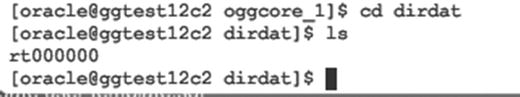 [oracle@ggtest12c2 oggcore_1]$ cd dirdat
[oracle@ggtest12c2 dirdat]$ ls
rt000000
[oracle@ggtest12c2 dirdat]$